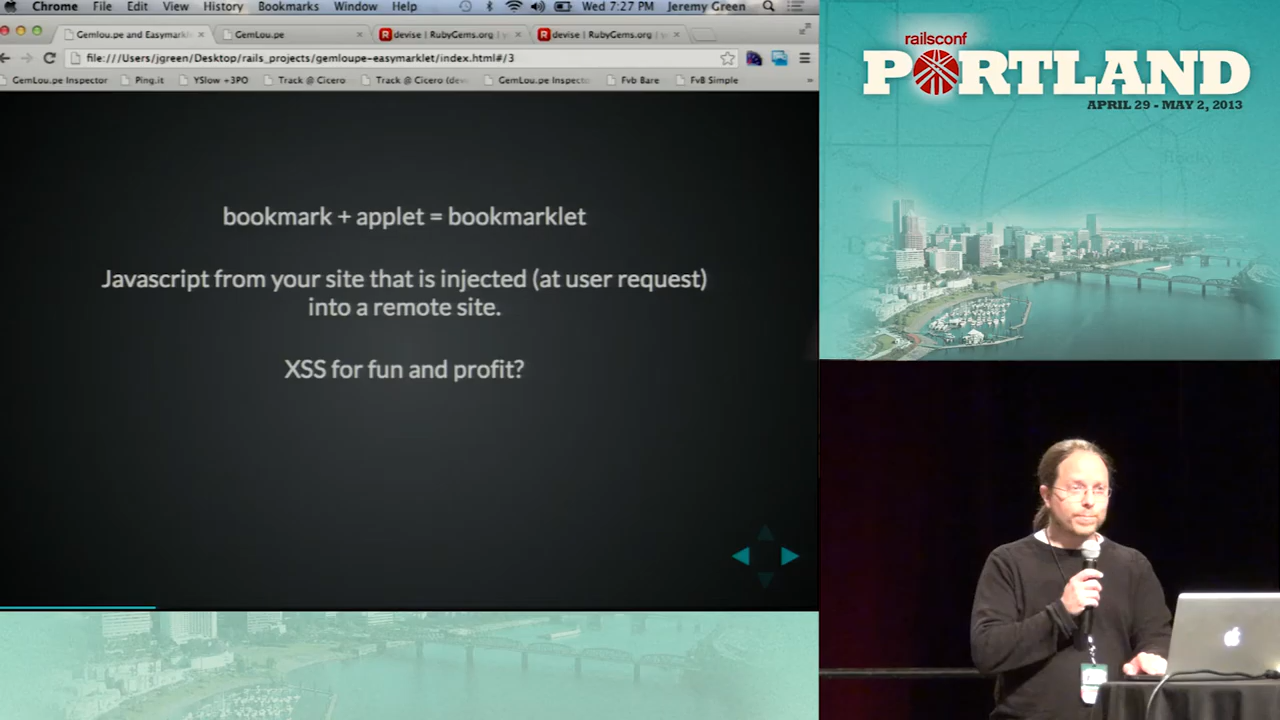 Chrome File Edit View History Bookmarks Window Help Wed 7:27 PM Jeremy Green
Gemlou.pe and Easymarkl GemLou.pe devise | RubyGems.org | y devise | RubyGems.org | y
file:///Users/jgreen/Desktop/rails_projects/gemloupe-easymarklet/index.html#/3
GemLou.pe Inspector Ping.it YSlow +3PO Track @ Cicero Track @ Cicero (dev GemLou.pe Inspecto Fvb Bare FvB Simple
bookmark + applet = bookmarklet
Javascript from your site that is injected (at user request)
into a remote site.
XSS for fun and profit?
railsconf
PORTLAND
APRIL 29 - MAY 2, 2013